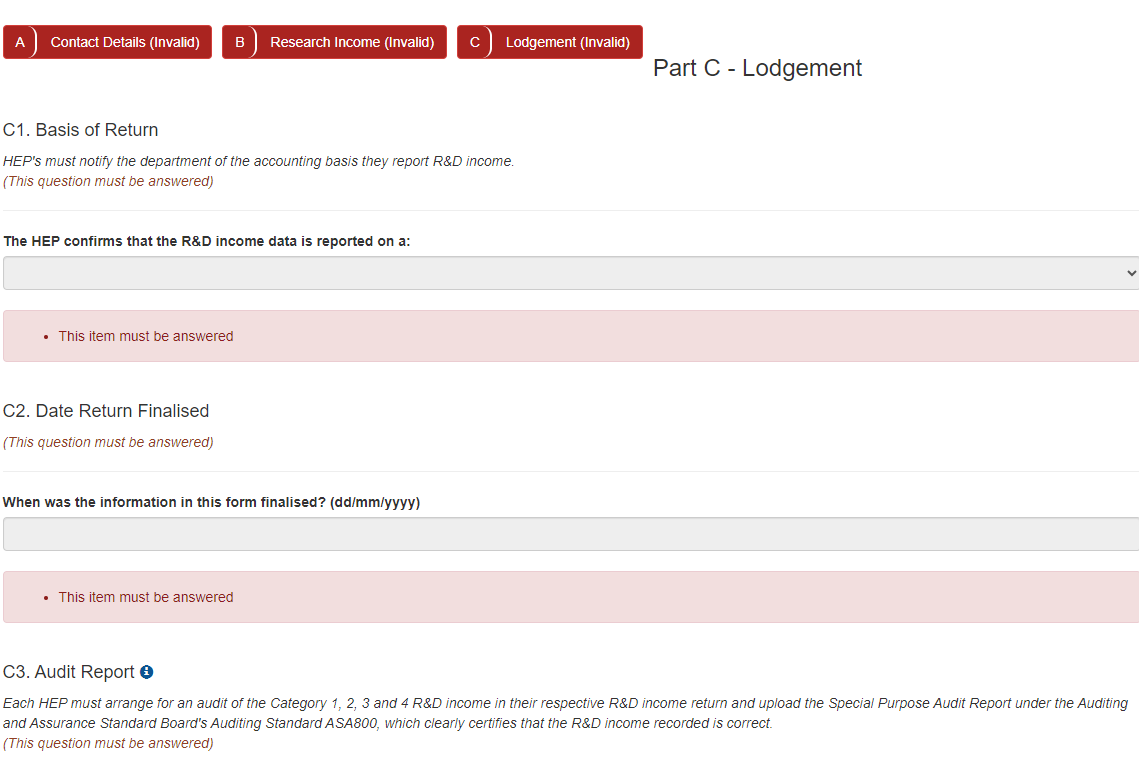 A Contact Details (Invalid) B Research Income (Invalid) C Lodgement (Invalid)
Part C - Lodgement
C1. Basis of Return
HEP's must notify the department of the accounting basis they report R&D income.
(This question must be answered)
The HEP confirms that the R&D income data is reported on a:
This item must be answered
C2. Date Return Finalised
(This question must be answered)
When was the information in this form finalised? (dd/mm/yyyy)
This item must be answered
C3. Audit Report
Each HEP must arrange for an audit of the Category 1, 2, 3 and 4 R&D income in their respective R&D income return and upload the Special Purpose Audit Report under the Auditing
and Assurance Standard Board's Auditing Standard ASA800, which clearly certifies that the R&D income recorded is correct.
(This question must be answered)